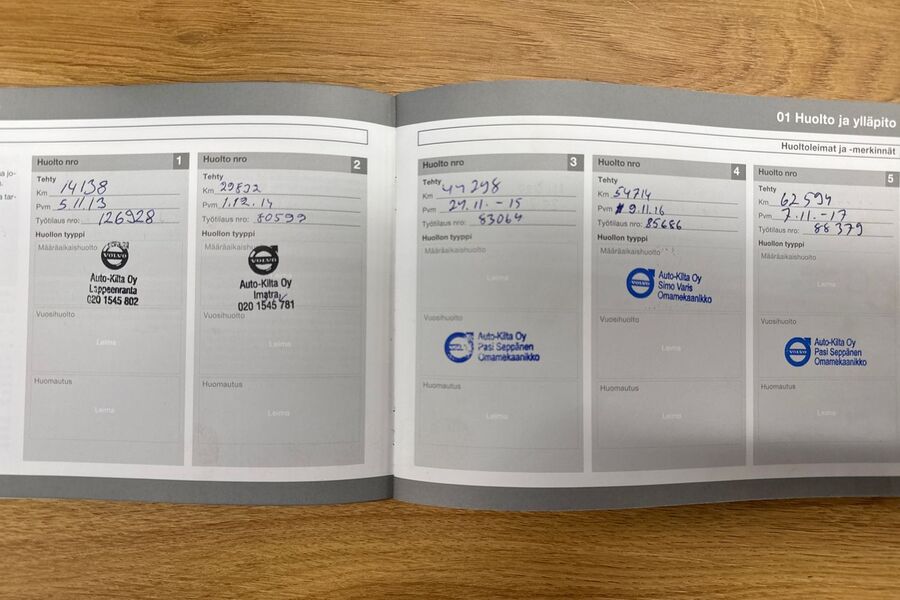 01 Huolto ja ylläpito
Huoltoleimat ja -merkinnät
Huolto nro 1
Tehty
Km 14138
Pvm 5.11.13
Työtilaus nro: 126928
Huollon tyyppi
Määräaikaishuolto
VOLVO
Auto-Kilta Oy
Lappeenranta
020 1545 802
Vuosihuolto
Leima
Huomautus
Leima
Huolto nro 2
Tehty
Km 29832
Pvm 1.12.14
Työtilaus nro: 80599
Huollon tyyppi
Määräaikaishuolto
VOLVO
Auto-Kilta Oy
Imatra
020 1545 781
Vuosihuolto
Leima
Huomautus
Leima
Huolto nro 3
Tehty
Km 44298
Pvm 27.11.-15
Työtilaus nro: 83064
Huollon tyyppi
Määräaikaishuolto
Leima
Vuosihuolto
Auto-Kilta Oy
Pasi Seppänen
Omamekaanikko
Huomautus
Leima
Huolto nro 4
Tehty
Km 54714
Pvm 9.11.16
Työtilaus nro: 85686
Huollon tyyppi
Määräaikaishuolto
VOLVO
Auto-Kilta Oy
Simo Varis
Omamekaanikko
Vuosihuolto
Leima
Huomautus
Leima
Huolto nro 5
Tehty
Km 62594
Pvm 7.11.-17
Työtilaus nro: 88379
Huollon tyyppi
Määräaikaishuolto
Leima
Vuosihuolto
VOLVO
Auto-Kilta Oy
Pasi Seppänen
Omamekaanikko
Huomautus
Leima